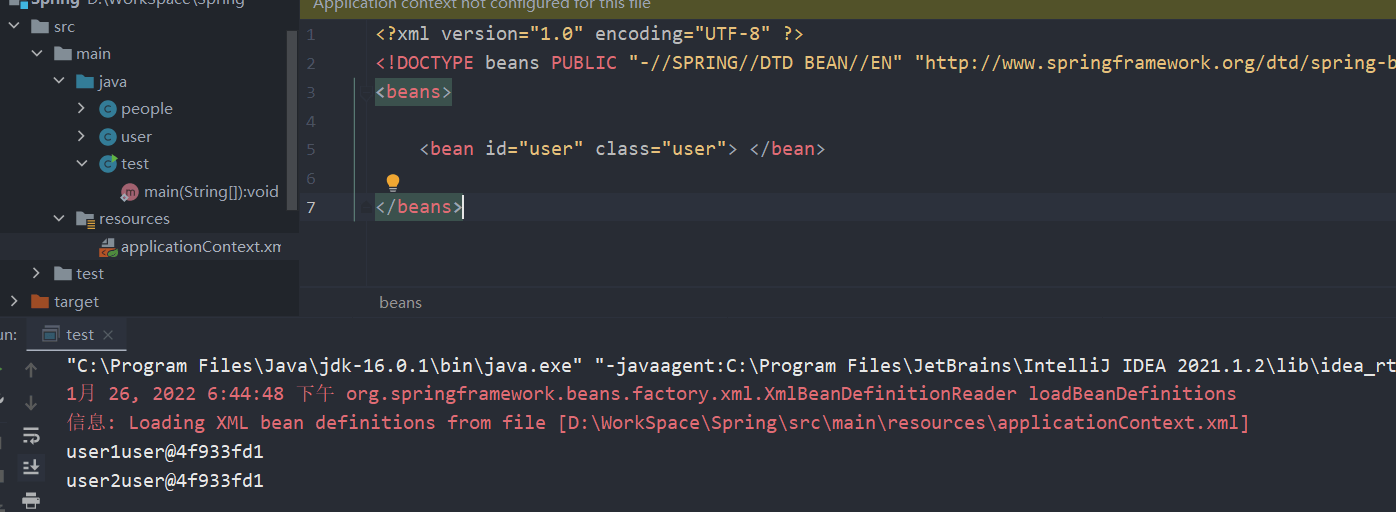 Spring D:\WorkSpace\Spring
src
main
java
people
user
test
main(String[]):void
resources
applicationContext.xm
test
target
Application context not configured for this file
1 <?xml version="1.0" encoding="UTF-8" ?>
2 <!DOCTYPE beans PUBLIC "-//SPRING//DTD BEAN//EN" "http://www.springframework.org/dtd/spring-b
3 <beans>
4
5 <bean id="user" class="user"> </bean>
6
7 </beans>
beans
un: test
"C:\Program Files\Java\jdk-16.0.1\bin\java.exe" "-javaagent:C:\Program Files\JetBrains\IntelliJ IDEA 2021.1.2\lib\idea_rt
1月 26, 2022 6:44:48 下午 org.springframework.beans.factory.xml.XmlBeanDefinitionReader loadBeanDefinitions
信息: Loading XML bean definitions from file [D:\WorkSpace\Spring\src\main\resources\applicationContext.xml]
user1user@4f933fd1
user2user@4f933fd1